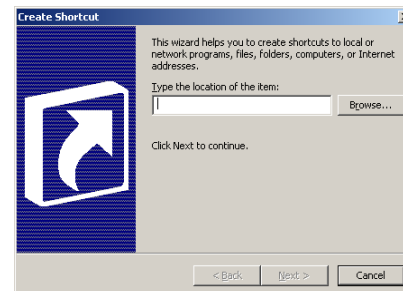 Create Shortcut
This wizard helps you to create shortcuts to local or
network programs, files, folders, computers, or Internet
addresses.
Type the location of the item:
Browse...
Click Next to continue.
< Back
Next >
Cancel